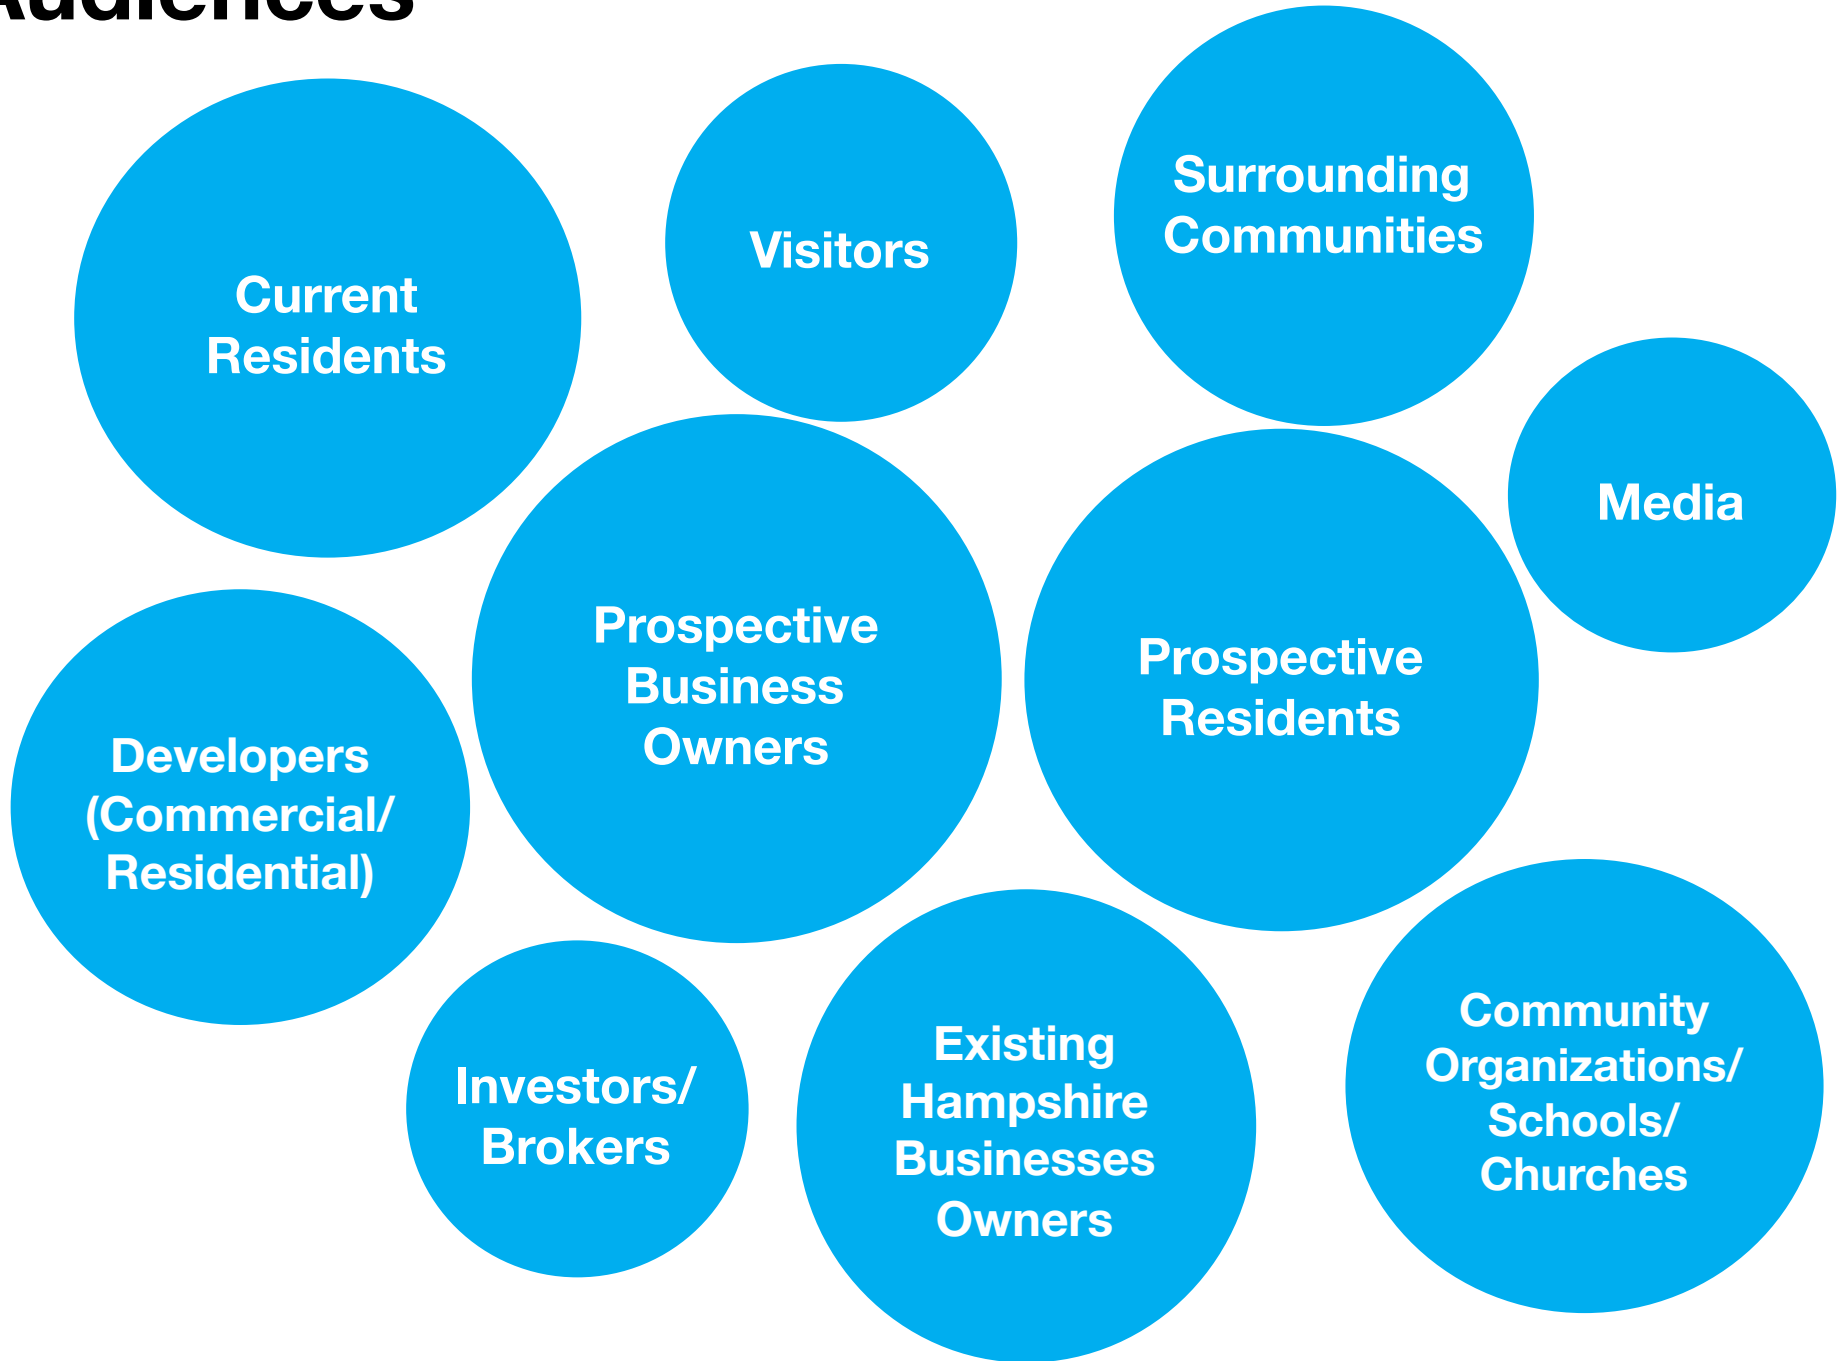 Audiences
Current
Residents
Visitors
Surrounding
Communities
Media
Prospective
Business
Owners
Prospective
Residents
Developers
(Commercial/
Residential)
Investors/
Brokers
Existing
Hampshire
Businesses
Owners
Community
Organizations/
Schools/
Churches